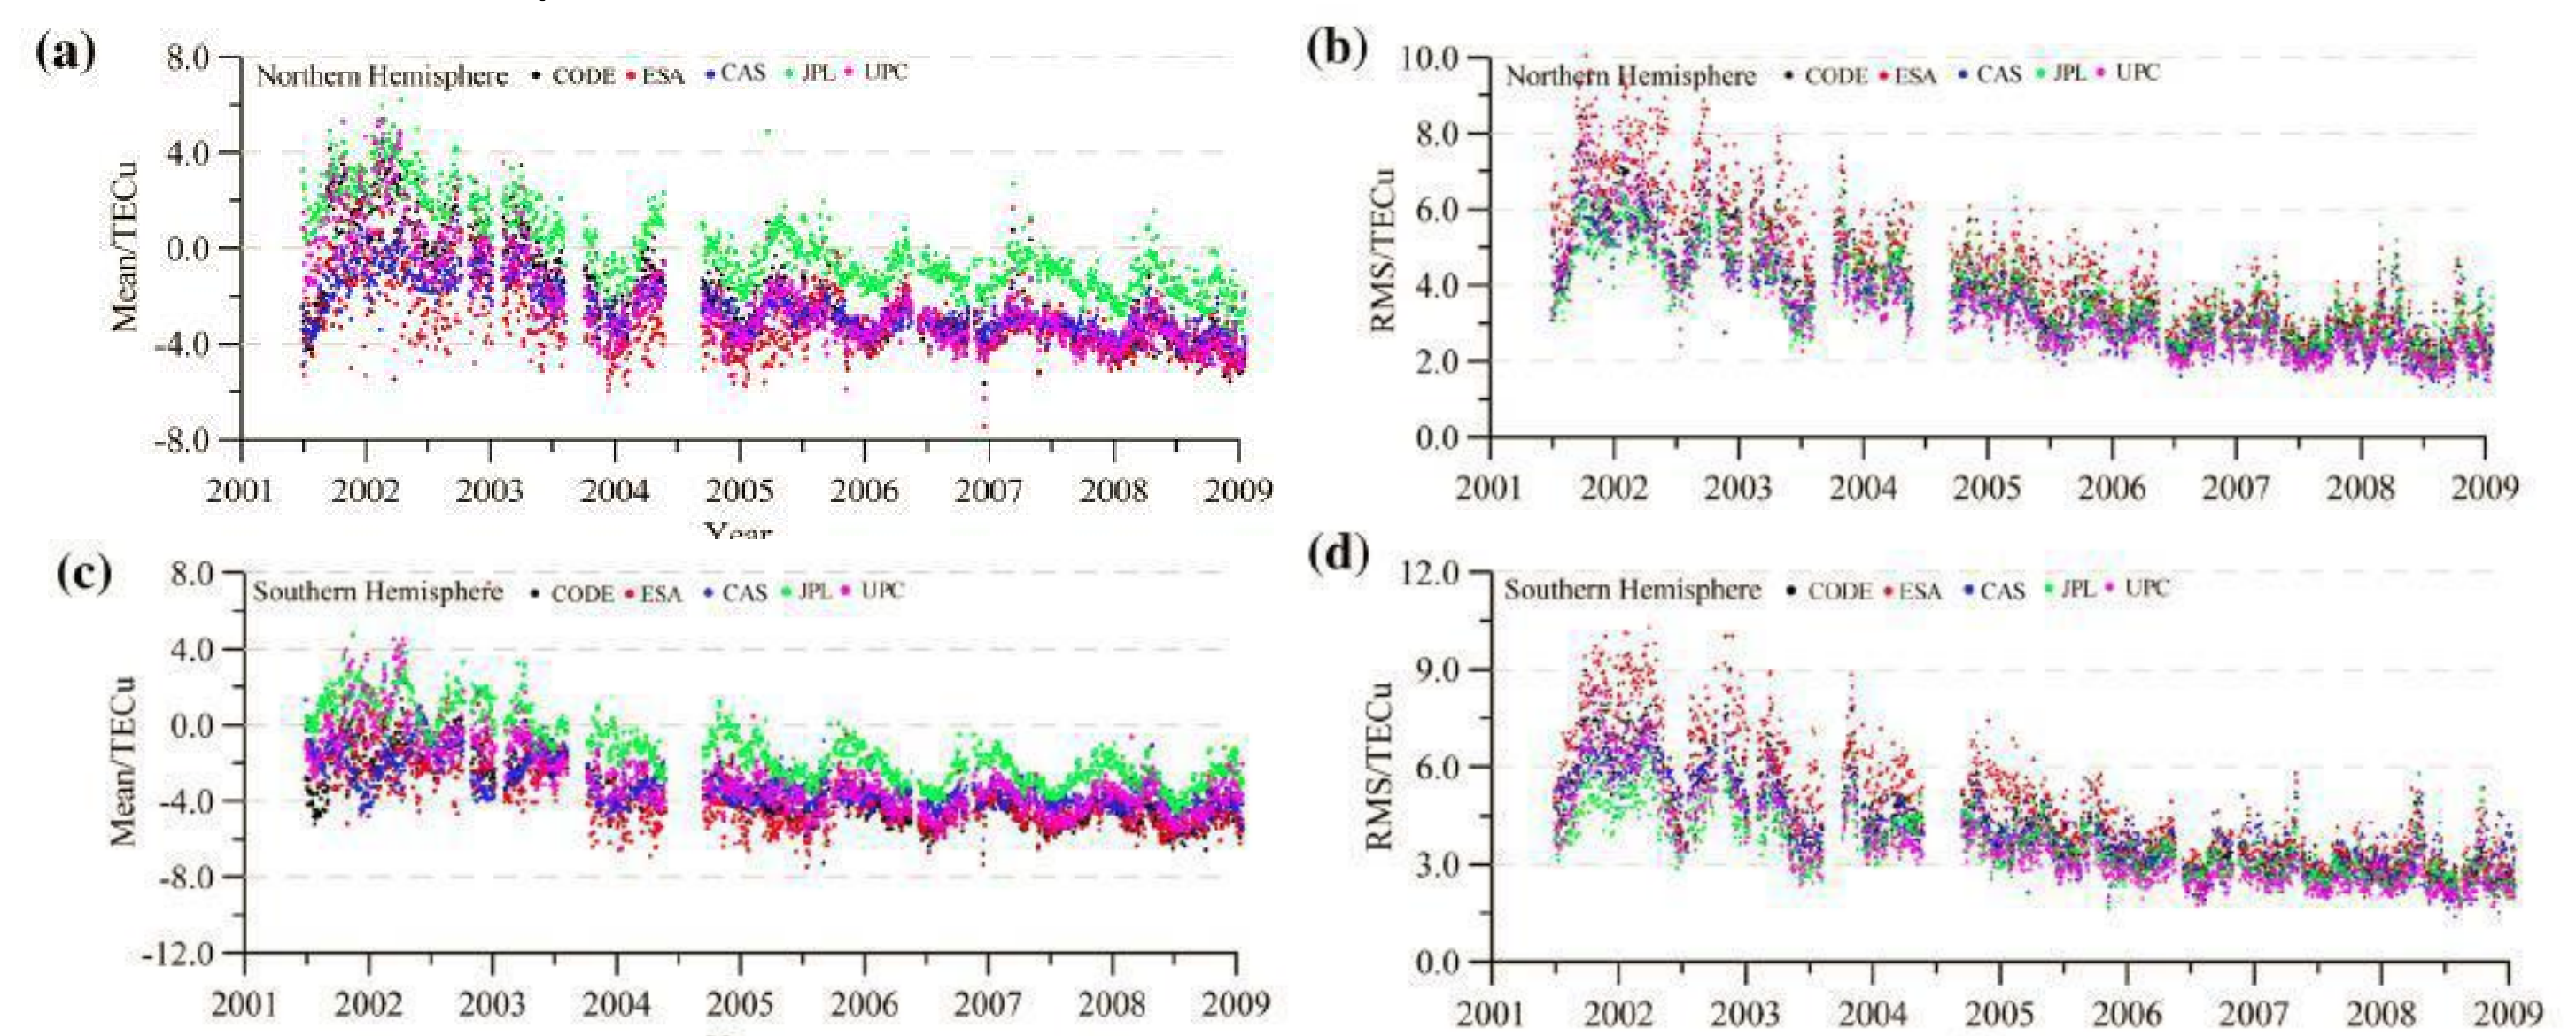 (a)
8.0
4.0
0.0
-4.0
-8.0
Mean/TECu
Northern Hemisphere CODE ESA CAS JPL UPC
2001 2002 2003 2004 2005 2006 2007 2008 2009
Year
(b)
10.0
8.0
6.0
4.0
2.0
0.0
RMS/TECu
Northern Hemisphere CODE ESA CAS JPL UPC
2001 2002 2003 2004 2005 2006 2007 2008 2009
(c)
8.0
4.0
0.0
-4.0
-8.0
-12.0
Mean/TECu
Southern Hemisphere CODE ESA CAS JPL UPC
2001 2002 2003 2004 2005 2006 2007 2008 2009
(d)
12.0
9.0
6.0
3.0
0.0
RMS/TECu
Southern Hemisphere CODE ESA CAS JPL UPC
2001 2002 2003 2004 2005 2006 2007 2008 2009